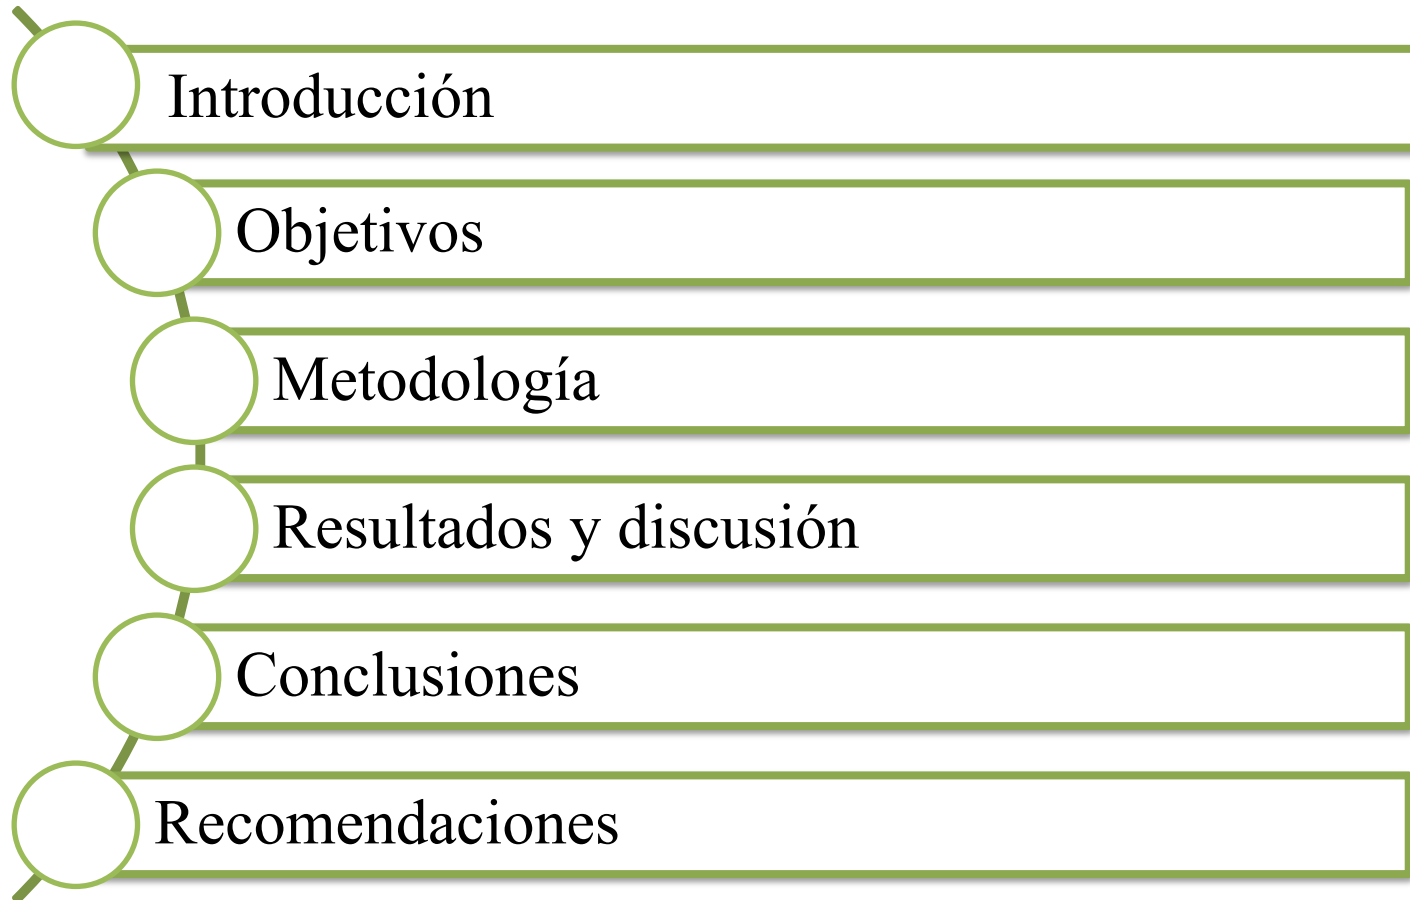 Introducción
Objetivos
Metodología
Resultados y discusión
Conclusiones
Recomendaciones